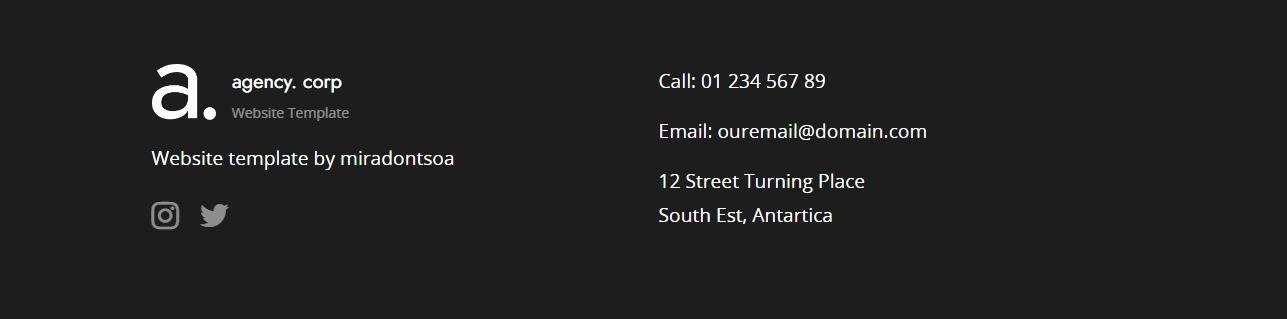 a.
agency. corp
Website Template
Website template by miradontsoa
Call: 01 234 567 89
Email: ouremail@domain.com
12 Street Turning Place
South Est, Antartica